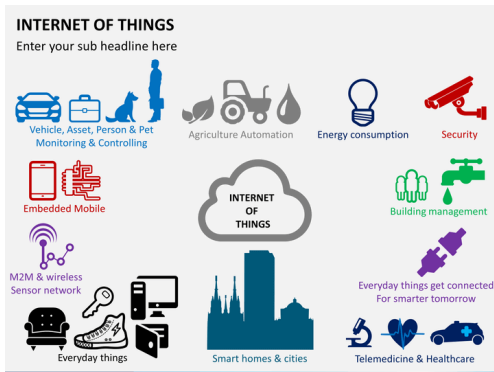 INTERNET OF THINGS
Enter your sub headline here
Vehicle, Asset, Person & Pet
Monitoring & Controlling
Agriculture Automation
Energy consumption
Security
Embedded Mobile
INTERNET
OF
THINGS
Building management
M2M & wireless
Sensor network
Everyday things get connected
For smarter tomorrow
Everyday things
Smart homes & cities
Telemedicine & Healthcare